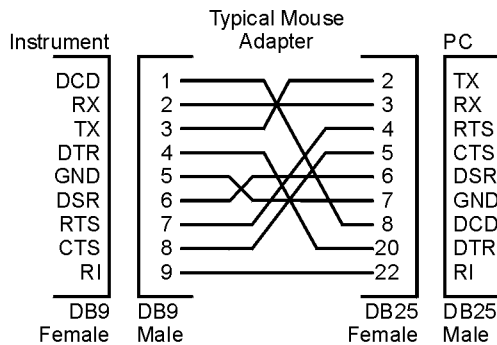 Typical Mouse
Instrument Adapter PC
DCD 1 2 TX
RX 2 3 RX
TX 3 4 RTS
DTR 4 5 CTS
GND 5 6 DSR
DSR 6 7 GND
RTS 7 8 DCD
CTS 8 20 DTR
RI 9 22 RI
DB9 DB9 DB25 DB25
Female Male Female Male